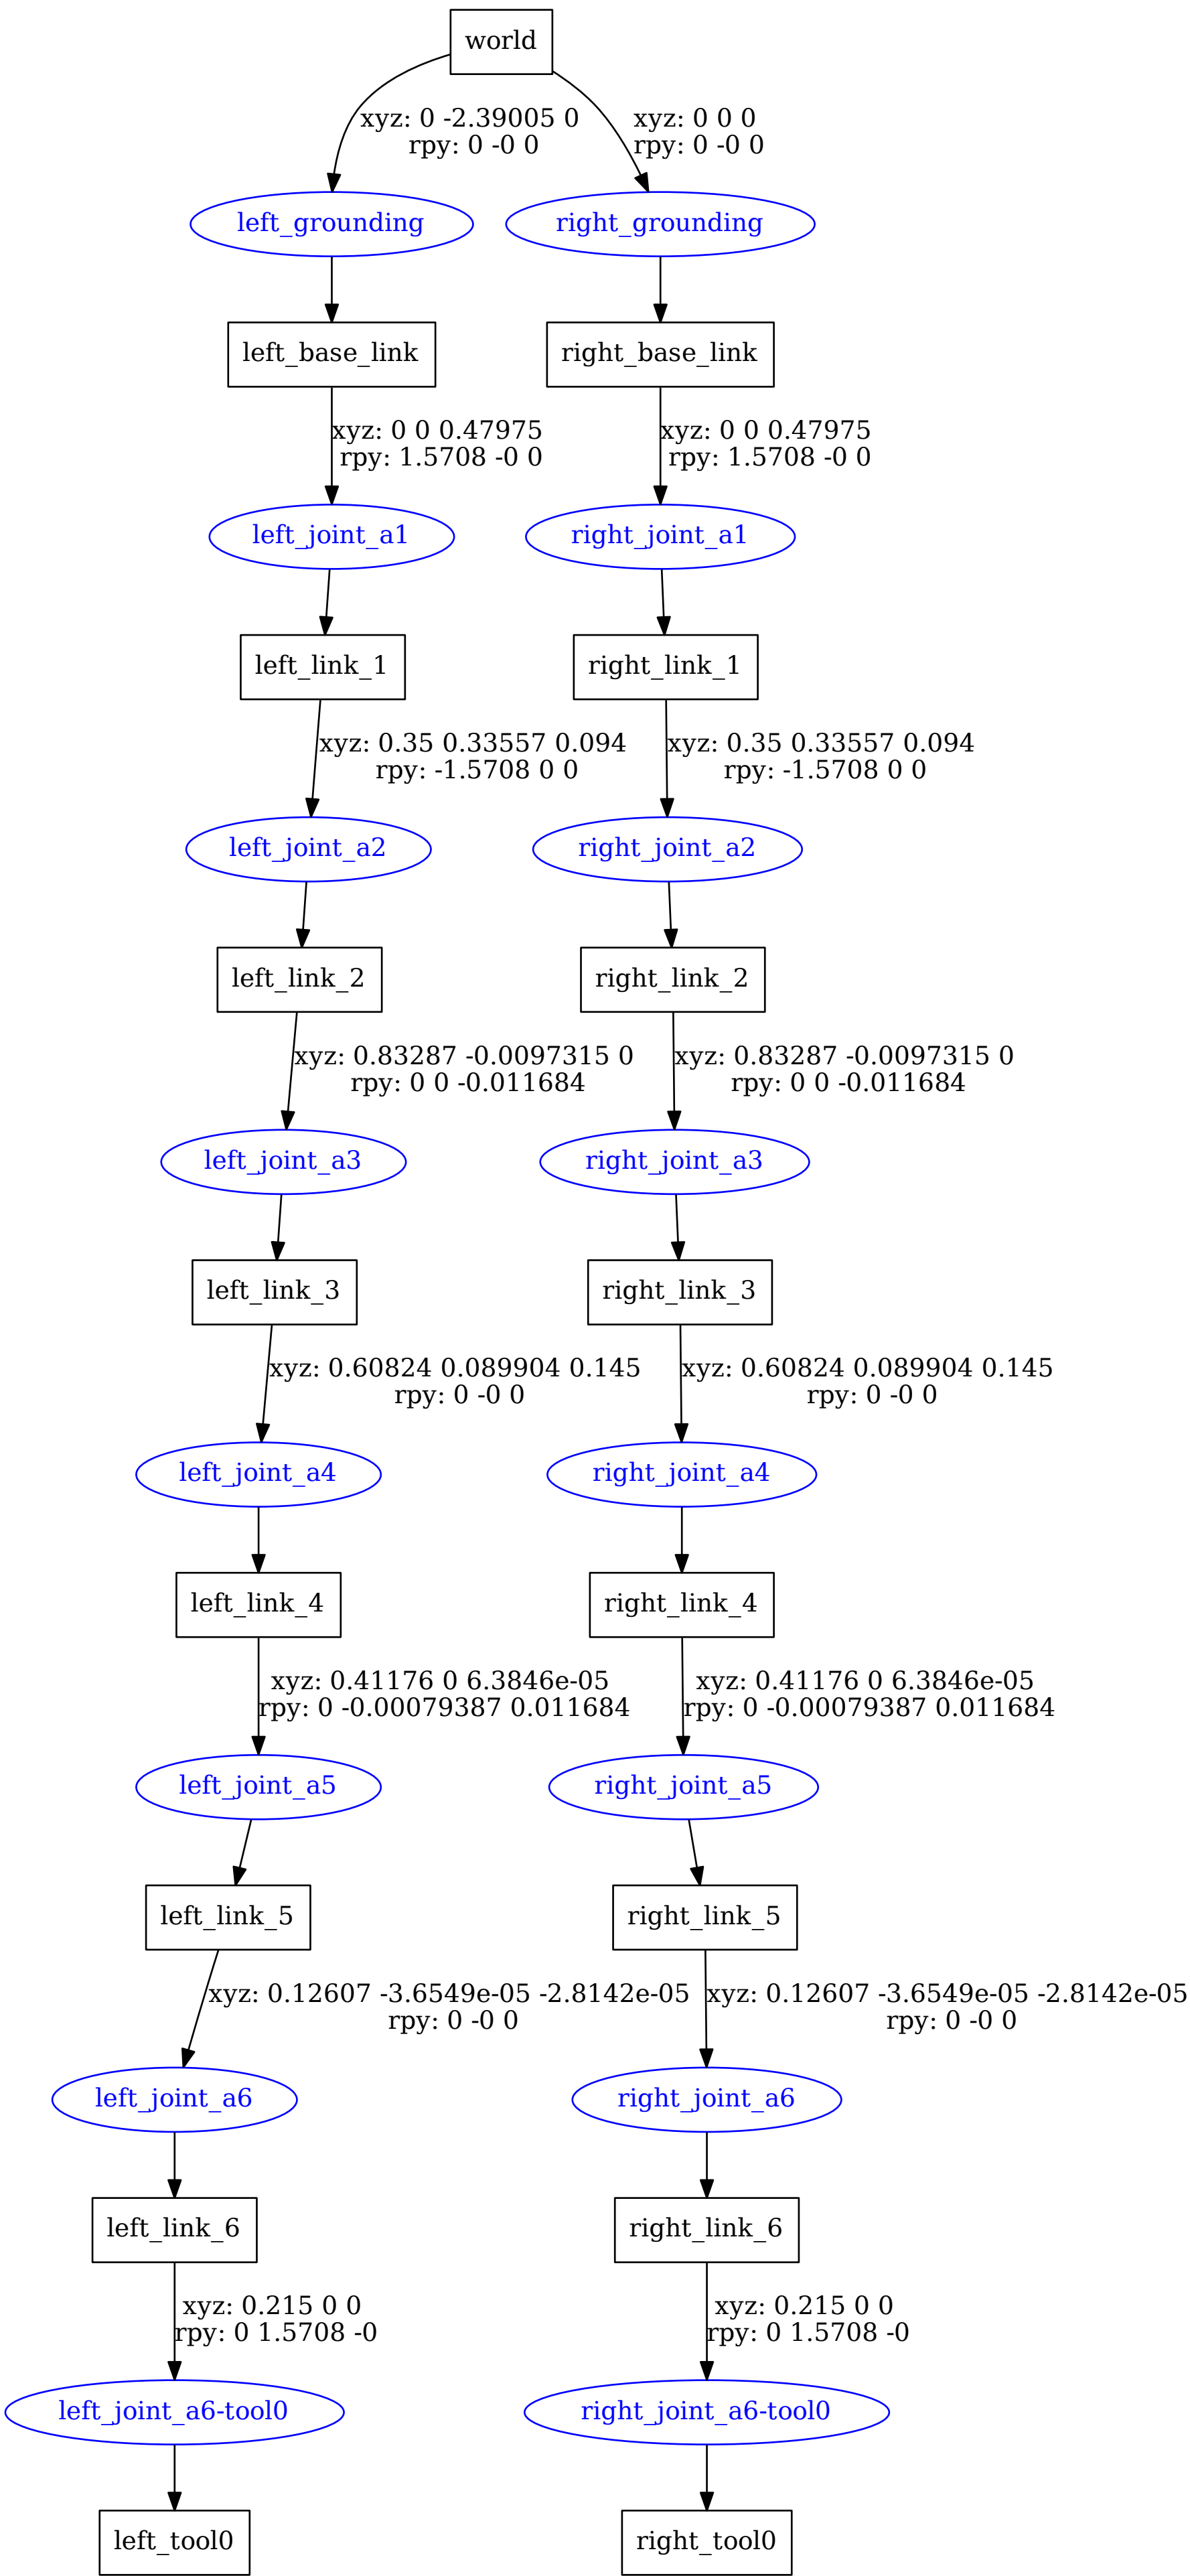 world
xyz: 0 -2.39005 0
rpy: 0 -0 0
xyz: 0 0 0
rpy: 0 -0 0
left_grounding
right_grounding
left_base_link
right_base_link
xyz: 0 0 0.47975
rpy: 1.5708 -0 0
xyz: 0 0 0.47975
rpy: 1.5708 -0 0
left_joint_a1
right_joint_a1
left_link_1
right_link_1
xyz: 0.35 0.33557 0.094
rpy: -1.5708 0 0
xyz: 0.35 0.33557 0.094
rpy: -1.5708 0 0
left_joint_a2
right_joint_a2
left_link_2
right_link_2
xyz: 0.83287 -0.0097315 0
rpy: 0 0 -0.011684
xyz: 0.83287 -0.0097315 0
rpy: 0 0 -0.011684
left_joint_a3
right_joint_a3
left_link_3
right_link_3
xyz: 0.60824 0.089904 0.145
rpy: 0 -0 0
xyz: 0.60824 0.089904 0.145
rpy: 0 -0 0
left_joint_a4
right_joint_a4
left_link_4
right_link_4
xyz: 0.41176 0 6.3846e-05
rpy: 0 -0.00079387 0.011684
xyz: 0.41176 0 6.3846e-05
rpy: 0 -0.00079387 0.011684
left_joint_a5
right_joint_a5
left_link_5
right_link_5
xyz: 0.12607 -3.6549e-05 -2.8142e-05
rpy: 0 -0 0
xyz: 0.12607 -3.6549e-05 -2.8142e-05
rpy: 0 -0 0
left_joint_a6
right_joint_a6
left_link_6
right_link_6
xyz: 0.215 0 0
rpy: 0 1.5708 -0
xyz: 0.215 0 0
rpy: 0 1.5708 -0
left_joint_a6-tool0
right_joint_a6-tool0
left_tool0
right_tool0